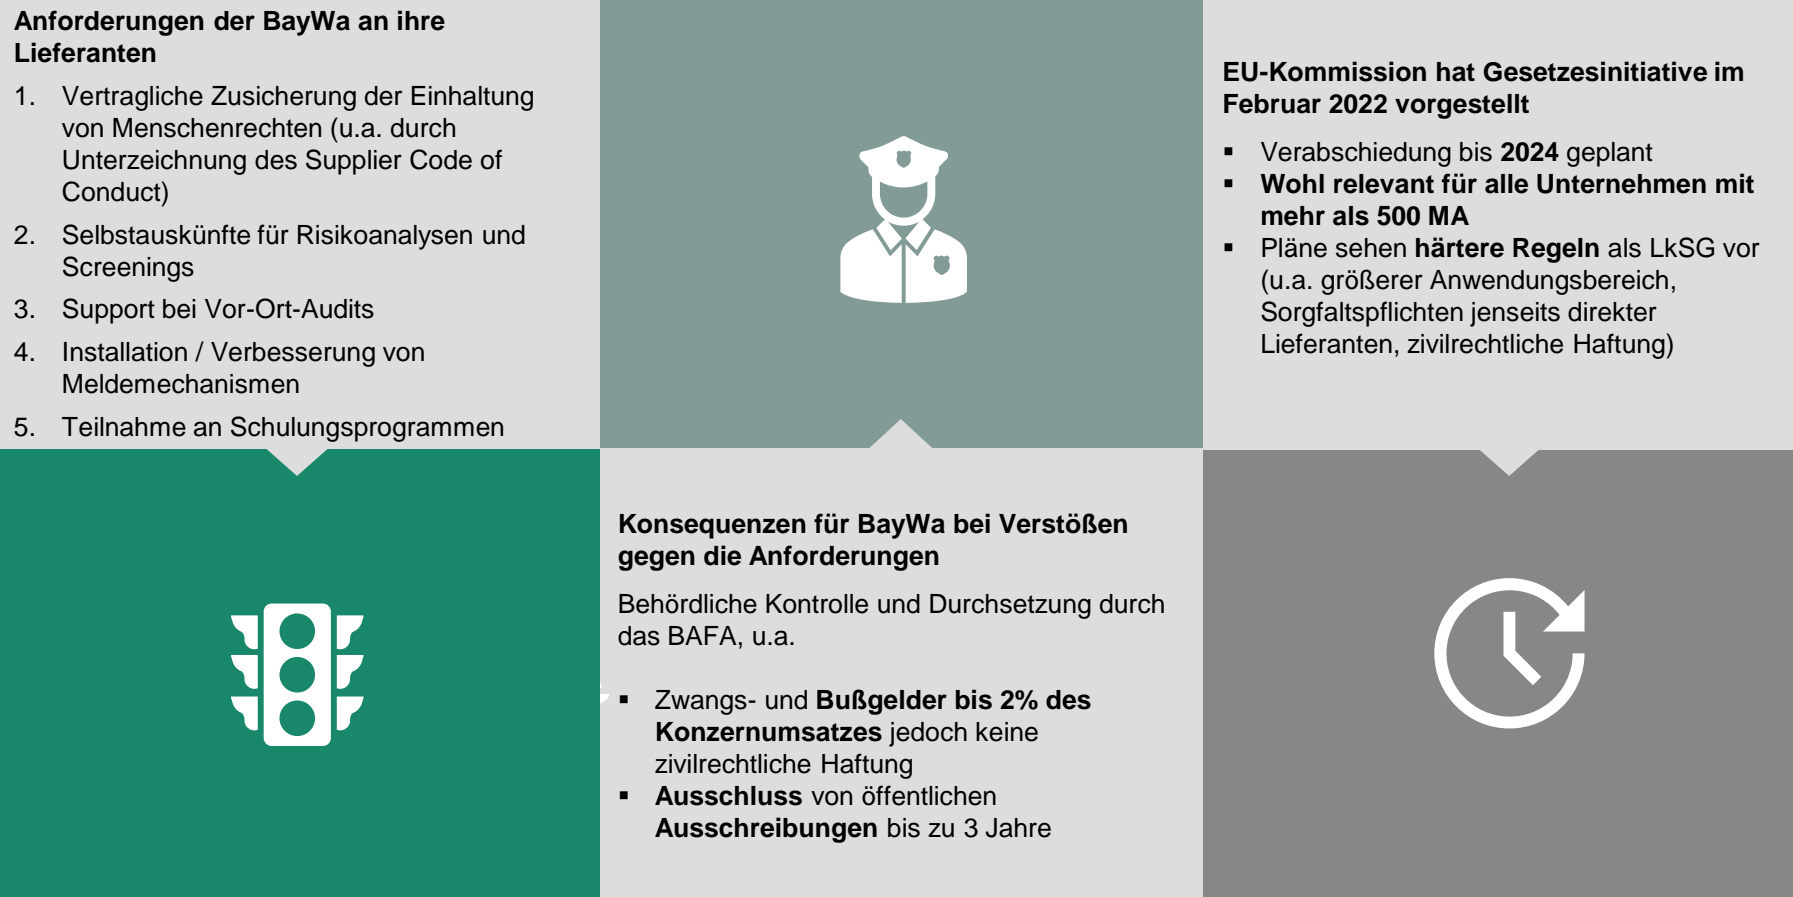 Anforderungen der BayWa an ihre
Lieferanten
1. Vertragliche Zusicherung der Einhaltung
von Menschenrechten (u.a. durch
Unterzeichnung des Supplier Code of
Conduct)
2. Selbstauskünfte für Risikoanalysen und
Screenings
3. Support bei Vor-Ort-Audits
4. Installation / Verbesserung von
Meldemechanismen
5. Teilnahme an Schulungsprogrammen
Konsequenzen für BayWa bei Verstößen
gegen die Anforderungen
Behördliche Kontrolle und Durchsetzung durch
das BAFA, u.a.
▪ Zwangs- und Bußgelder bis 2% des
Konzernumsatzes jedoch keine
zivilrechtliche Haftung
▪ Ausschluss von öffentlichen
Ausschreibungen bis zu 3 Jahre
EU-Kommission hat Gesetzesinitiative im
Februar 2022 vorgestellt
▪ Verabschiedung bis 2024 geplant
▪ Wohl relevant für alle Unternehmen mit
mehr als 500 MA
▪ Pläne sehen härtere Regeln als LkSG vor
(u.a. größerer Anwendungsbereich,
Sorgfaltspflichten jenseits direkter
Lieferanten, zivilrechtliche Haftung)